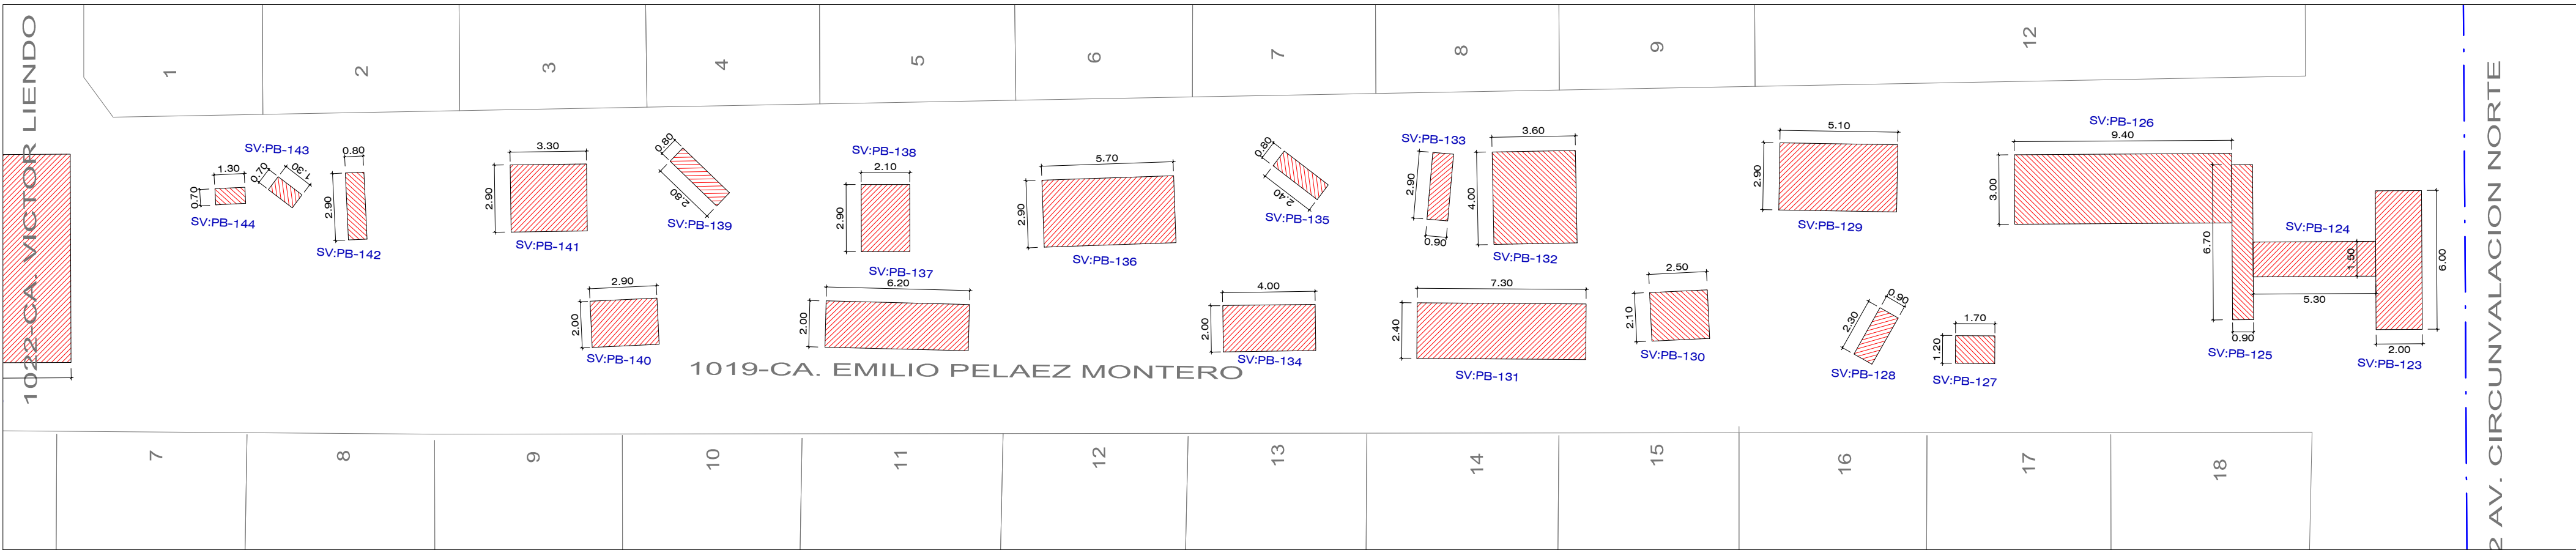 1022-CA. VICTOR LIENDO
1
2
3
4
5
6
7
8
9
12
2 AV. CIRCUNVALACION NORTE
1.30
0.70
SV:PB-144
SV:PB-143
0.70
1.30
0.80
2.90
SV:PB-142
3.30
2.90
SV:PB-141
0.80
2.80
SV:PB-139
SV:PB-138
2.10
2.90
5.70
2.90
SV:PB-136
0.80
2.40
SV:PB-135
SV:PB-133
2.90
0.90
3.60
4.00
SV:PB-132
5.10
2.90
SV:PB-129
SV:PB-126
9.40
3.00
6.70
0.90
SV:PB-125
SV:PB-124
1.50
5.30
6.00
2.00
SV:PB-123
2.90
2.00
SV:PB-140
SV:PB-137
6.20
2.00
4.00
2.00
SV:PB-134
7.30
2.40
SV:PB-131
2.50
2.10
SV:PB-130
0.90
2.30
SV:PB-128
1.70
1.20
SV:PB-127
1019-CA. EMILIO PELAEZ MONTERO
7
8
9
10
11
12
13
14
15
16
17
18